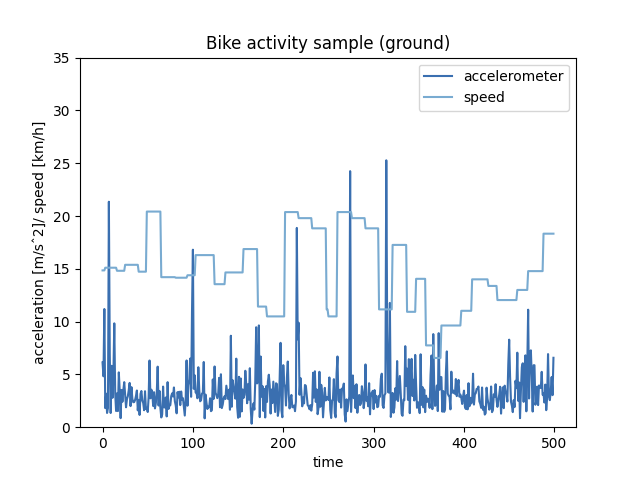 Bike activity sample (ground)
accelerometer
speed
35
30
25
20
15
10
5
0
acceleration [m/s^2]/ speed [km/h]
0 100 200 300 400 500
time